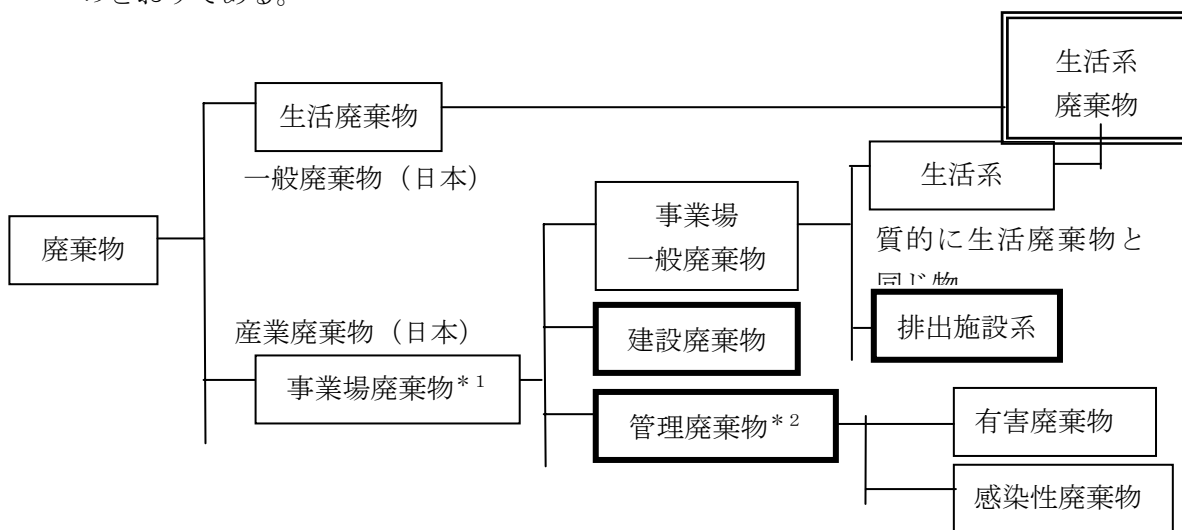 のとおりである。
生活系
廃棄物
生活廃棄物
一般廃棄物（日本）
生活系
事業場
一般廃棄物
質的に生活廃棄物と
同じ物
廃棄物
産業廃棄物（日本）
建設廃棄物
排出施設系
事業場廃棄物*1
管理廃棄物*2
有害廃棄物
感染性廃棄物